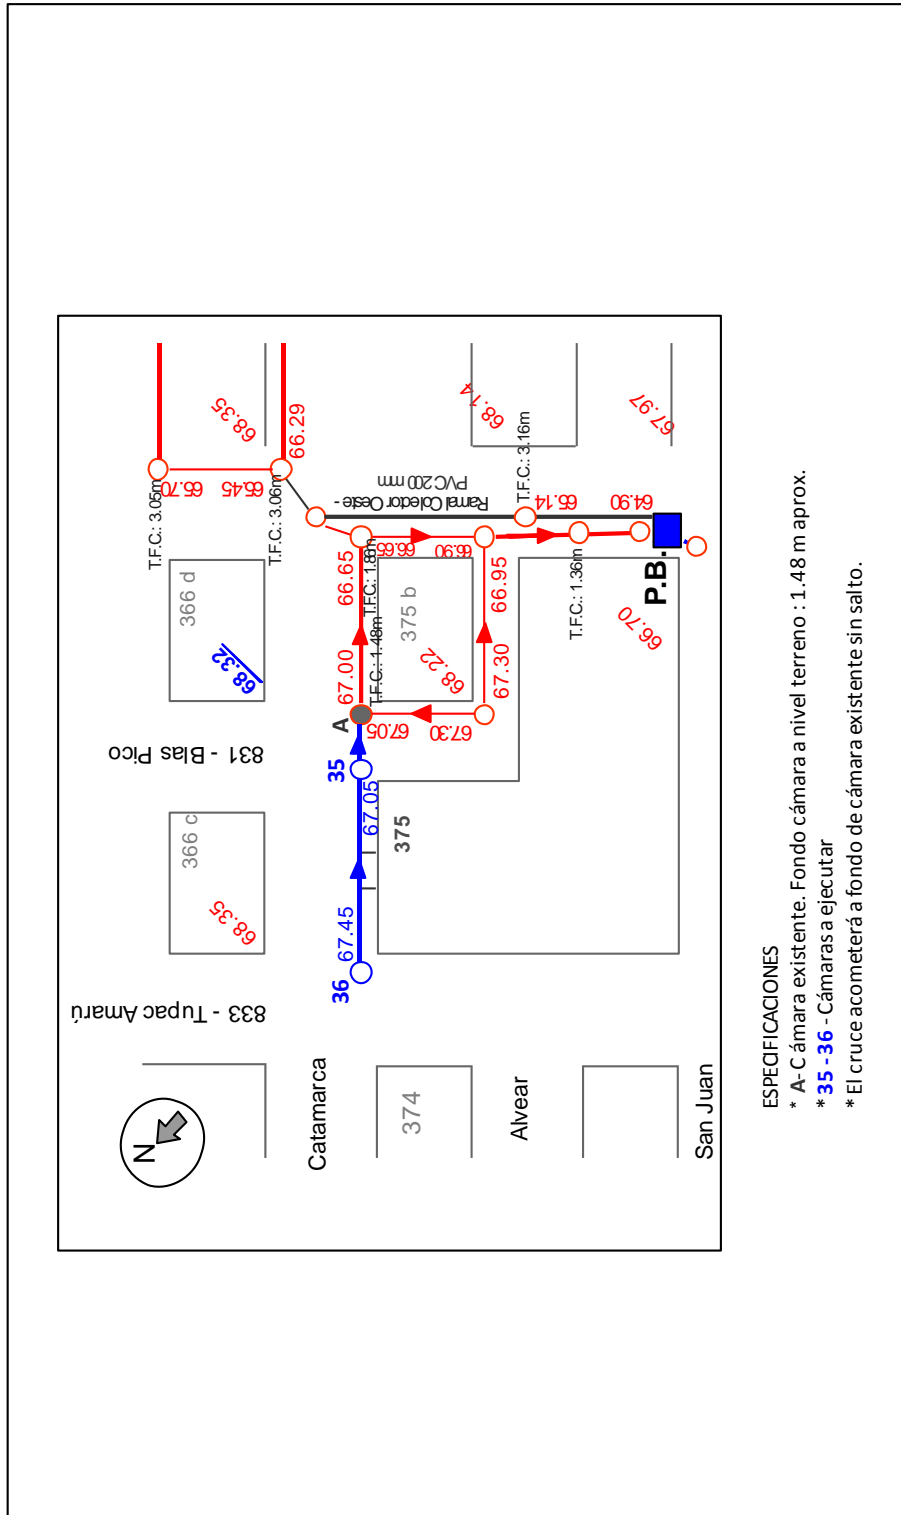 T.F.C.: 3.05m
65.70
65.45
T.F.C.: 3.06m
68.35
66.29
68.14
67.97
Ramal Colector Oeste -
PVC 200 mm
T.F.C.: 3.16m
65.14
64.90
P.B.
366 d
68.32
66.65
67.00
T.F.C.: 1.48m
66.65
66.90
375 b
68.22
66.95
67.30
T.F.C.: 1.36m
66.70
A
67.05
67.30
831 - Blas Pico
35
67.05
375
366 c
68.35
67.45
36
833 - Tupac Amarú
N
Catamarca
374
Alvear
San Juan
ESPECIFICACIONES
* A- Cámara existente. Fondo cámara a nivel terreno : 1.48 m aprox.
* 35 - 36 - Cámaras a ejecutar
* El cruce acometerá a fondo de cámara existente sin salto.